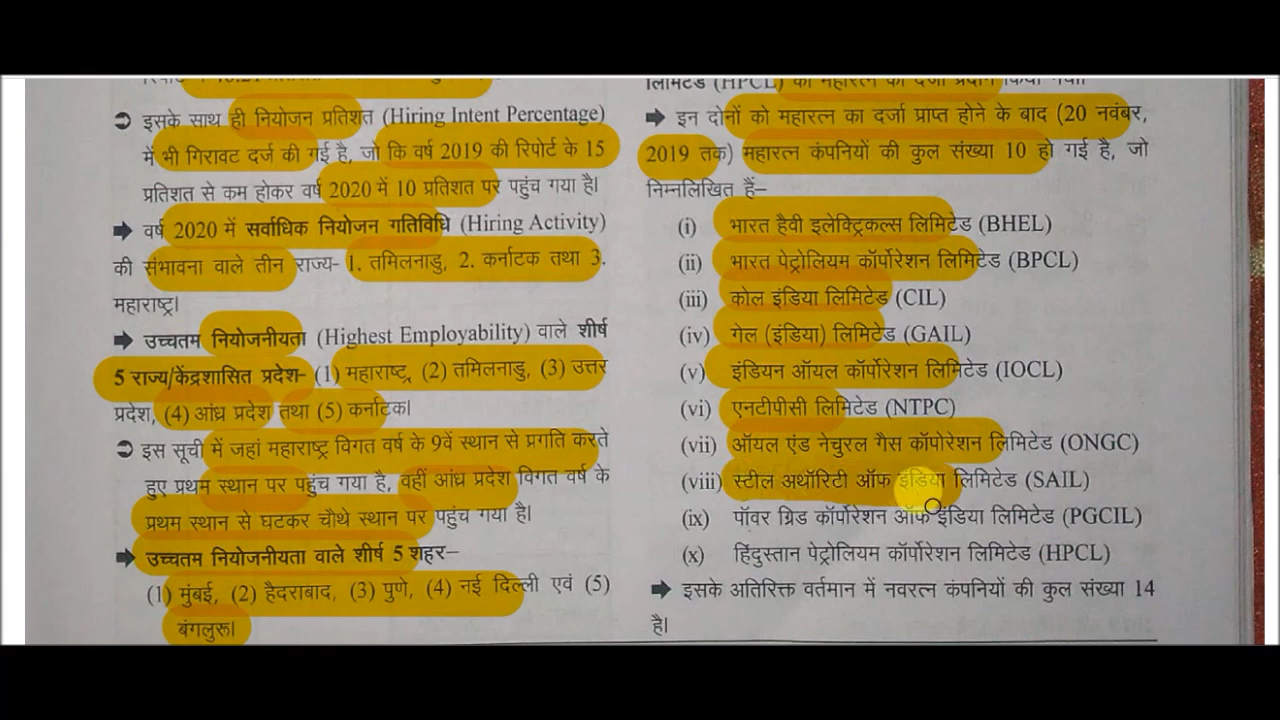 इसके साथ ही नियोजन प्रतिशत (Hiring Intent Percentage)
में भी गिरावट दर्ज की गई है, जो कि वर्ष 2019 की रिपोर्ट के 15
प्रतिशत से कम होकर वर्ष 2020 में 10 प्रतिशत पर पहुंच गया है।
वर्ष 2020 में सर्वाधिक नियोजन गतिविधि (Hiring Activity)
की संभावना वाले तीन राज्य- 1. तमिलनाडु, 2. कर्नाटक तथा 3.
महाराष्ट्र।
उच्चतम नियोजनीयता (Highest Employability) वाले शीर्ष
5 राज्य/केंद्रशासित प्रदेश- (1) महाराष्ट्र, (2) तमिलनाडु, (3) उत्तर
प्रदेश, (4) आंध्र प्रदेश तथा (5) कर्नाटक।
इस सूची में जहां महाराष्ट्र विगत वर्ष के 9वें स्थान से प्रगति करते
हुए प्रथम स्थान पर पहुंच गया है, वहीं आंध्र प्रदेश विगत वर्ष के
प्रथम स्थान से घटकर चौथे स्थान पर पहुंच गया है।
उच्चतम नियोजनीयता वाले शीर्ष 5 शहर–
(1) मुंबई, (2) हैदराबाद, (3) पुणे, (4) नई दिल्ली एवं (5)
बंगलुरू।
लिमिटेड (HPCL) को महारत्न का दर्जा प्रदान किया गया।
इन दोनों को महारत्न का दर्जा प्राप्त होने के बाद (20 नवंबर,
2019 तक) महारत्न कंपनियों की कुल संख्या 10 हो गई है, जो
निम्नलिखित हैं–
(i) भारत हैवी इलेक्ट्रिकल्स लिमिटेड (BHEL)
(ii) भारत पेट्रोलियम कॉर्पोरेशन लिमिटेड (BPCL)
(iii) कोल इंडिया लिमिटेड (CIL)
(iv) गेल (इंडिया) लिमिटेड (GAIL)
(v) इंडियन ऑयल कॉर्पोरेशन लिमिटेड (IOCL)
(vi) एनटीपीसी लिमिटेड (NTPC)
(vii) ऑयल एंड नेचुरल गैस कॉपोरेशन लिमिटेड (ONGC)
(viii) स्टील अथॉरिटी ऑफ इंडिया लिमिटेड (SAIL)
(ix) पॉवर ग्रिड कॉर्पोरेशन ऑफ इंडिया लिमिटेड (PGCIL)
(x) हिंदुस्तान पेट्रोलियम कॉर्पोरेशन लिमिटेड (HPCL)
इसके अतिरिक्त वर्तमान में नवरत्न कंपनियों की कुल संख्या 14
है।